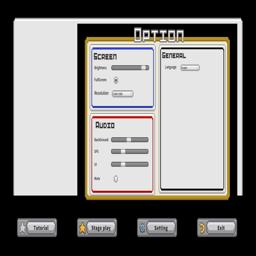 Option
Screen
Brightness
FullScreen
Resolution
General
Language
Audio
Background
SFX
UI
Mute
Tutorial
Stage play
Setting
Exit